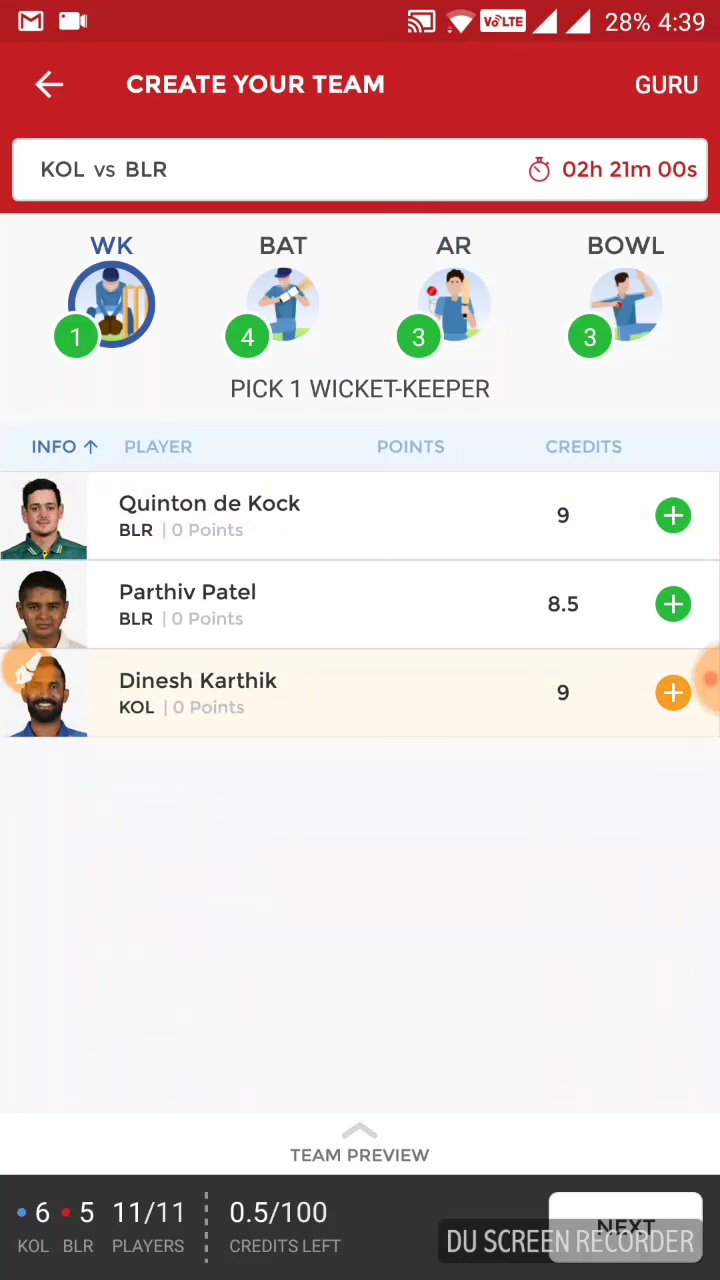 VoLTE 28% 4:39
CREATE YOUR TEAM GURU
KOL vs BLR 02h 21m 00s
WK BAT AR BOWL
1 4 3 3
PICK 1 WICKET-KEEPER
INFO ↑ PLAYER POINTS CREDITS
Quinton de Kock
BLR | 0 Points 9
Parthiv Patel
BLR | 0 Points 8.5
Dinesh Karthik
KOL | 0 Points 9
TEAM PREVIEW
6 5 11/11 0.5/100 NEXT
KOL BLR PLAYERS CREDITS LEFT
DU SCREEN RECORDER